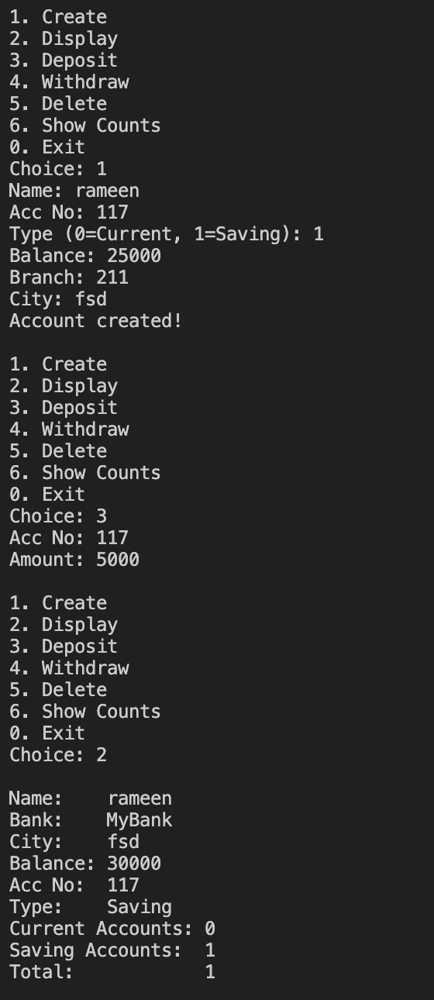 1. Create
2. Display
3. Deposit
4. Withdraw
5. Delete
6. Show Counts
0. Exit
Choice: 1
Name: rameen
Acc No: 117
Type (0=Current, 1=Saving): 1
Balance: 25000
Branch: 211
City: fsd
Account created!

1. Create
2. Display
3. Deposit
4. Withdraw
5. Delete
6. Show Counts
0. Exit
Choice: 3
Acc No: 117
Amount: 5000

1. Create
2. Display
3. Deposit
4. Withdraw
5. Delete
6. Show Counts
0. Exit
Choice: 2

Name:    rameen
Bank:    MyBank
City:    fsd
Balance: 30000
Acc No:  117
Type:    Saving
Current Accounts: 0
Saving Accounts:  1
Total:            1